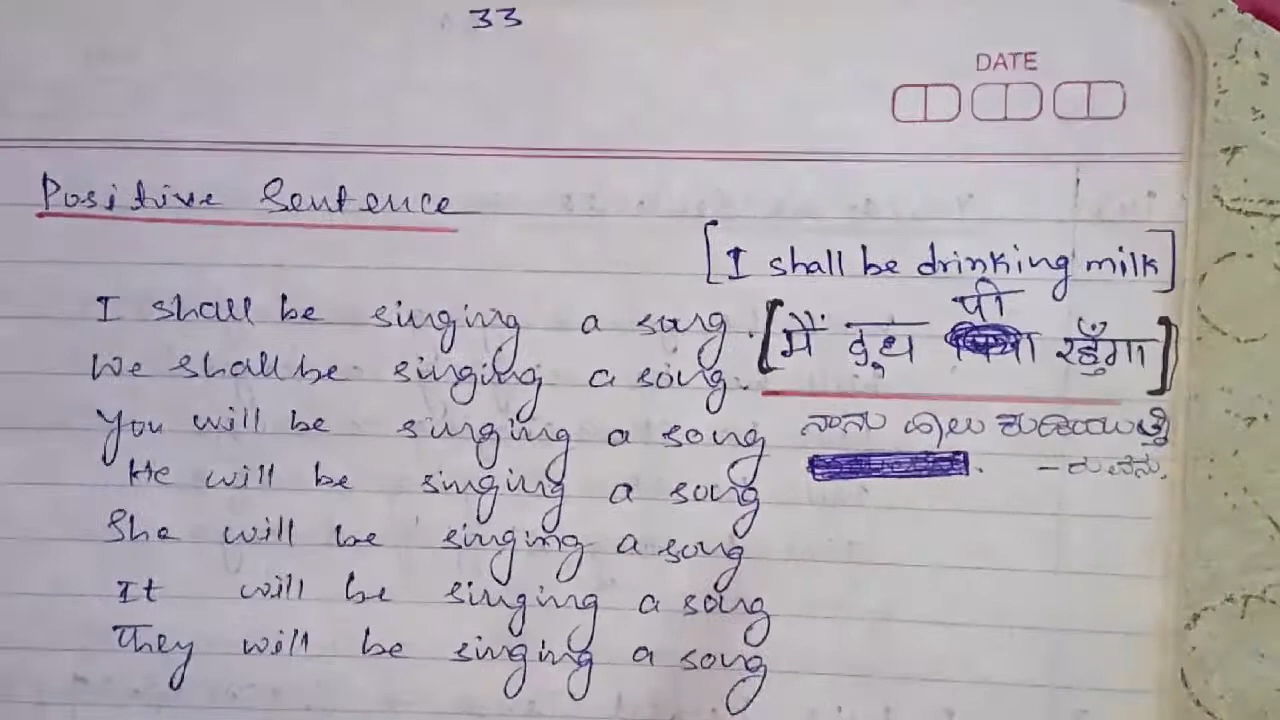 33
DATE
Positive Sentence
[I shall be drinking milk]
I shall be singing a song.
[मैं दुध पी रहुँगा]
We shall be singing a song.
You will be singing a song
ನಾನು ಹಾಲು ಕುಡಿಯುತ್ತಿ
He will be singing a song
-ರುವೆನು.
She will be singing a song
It will be singing a song
They will be singing a song